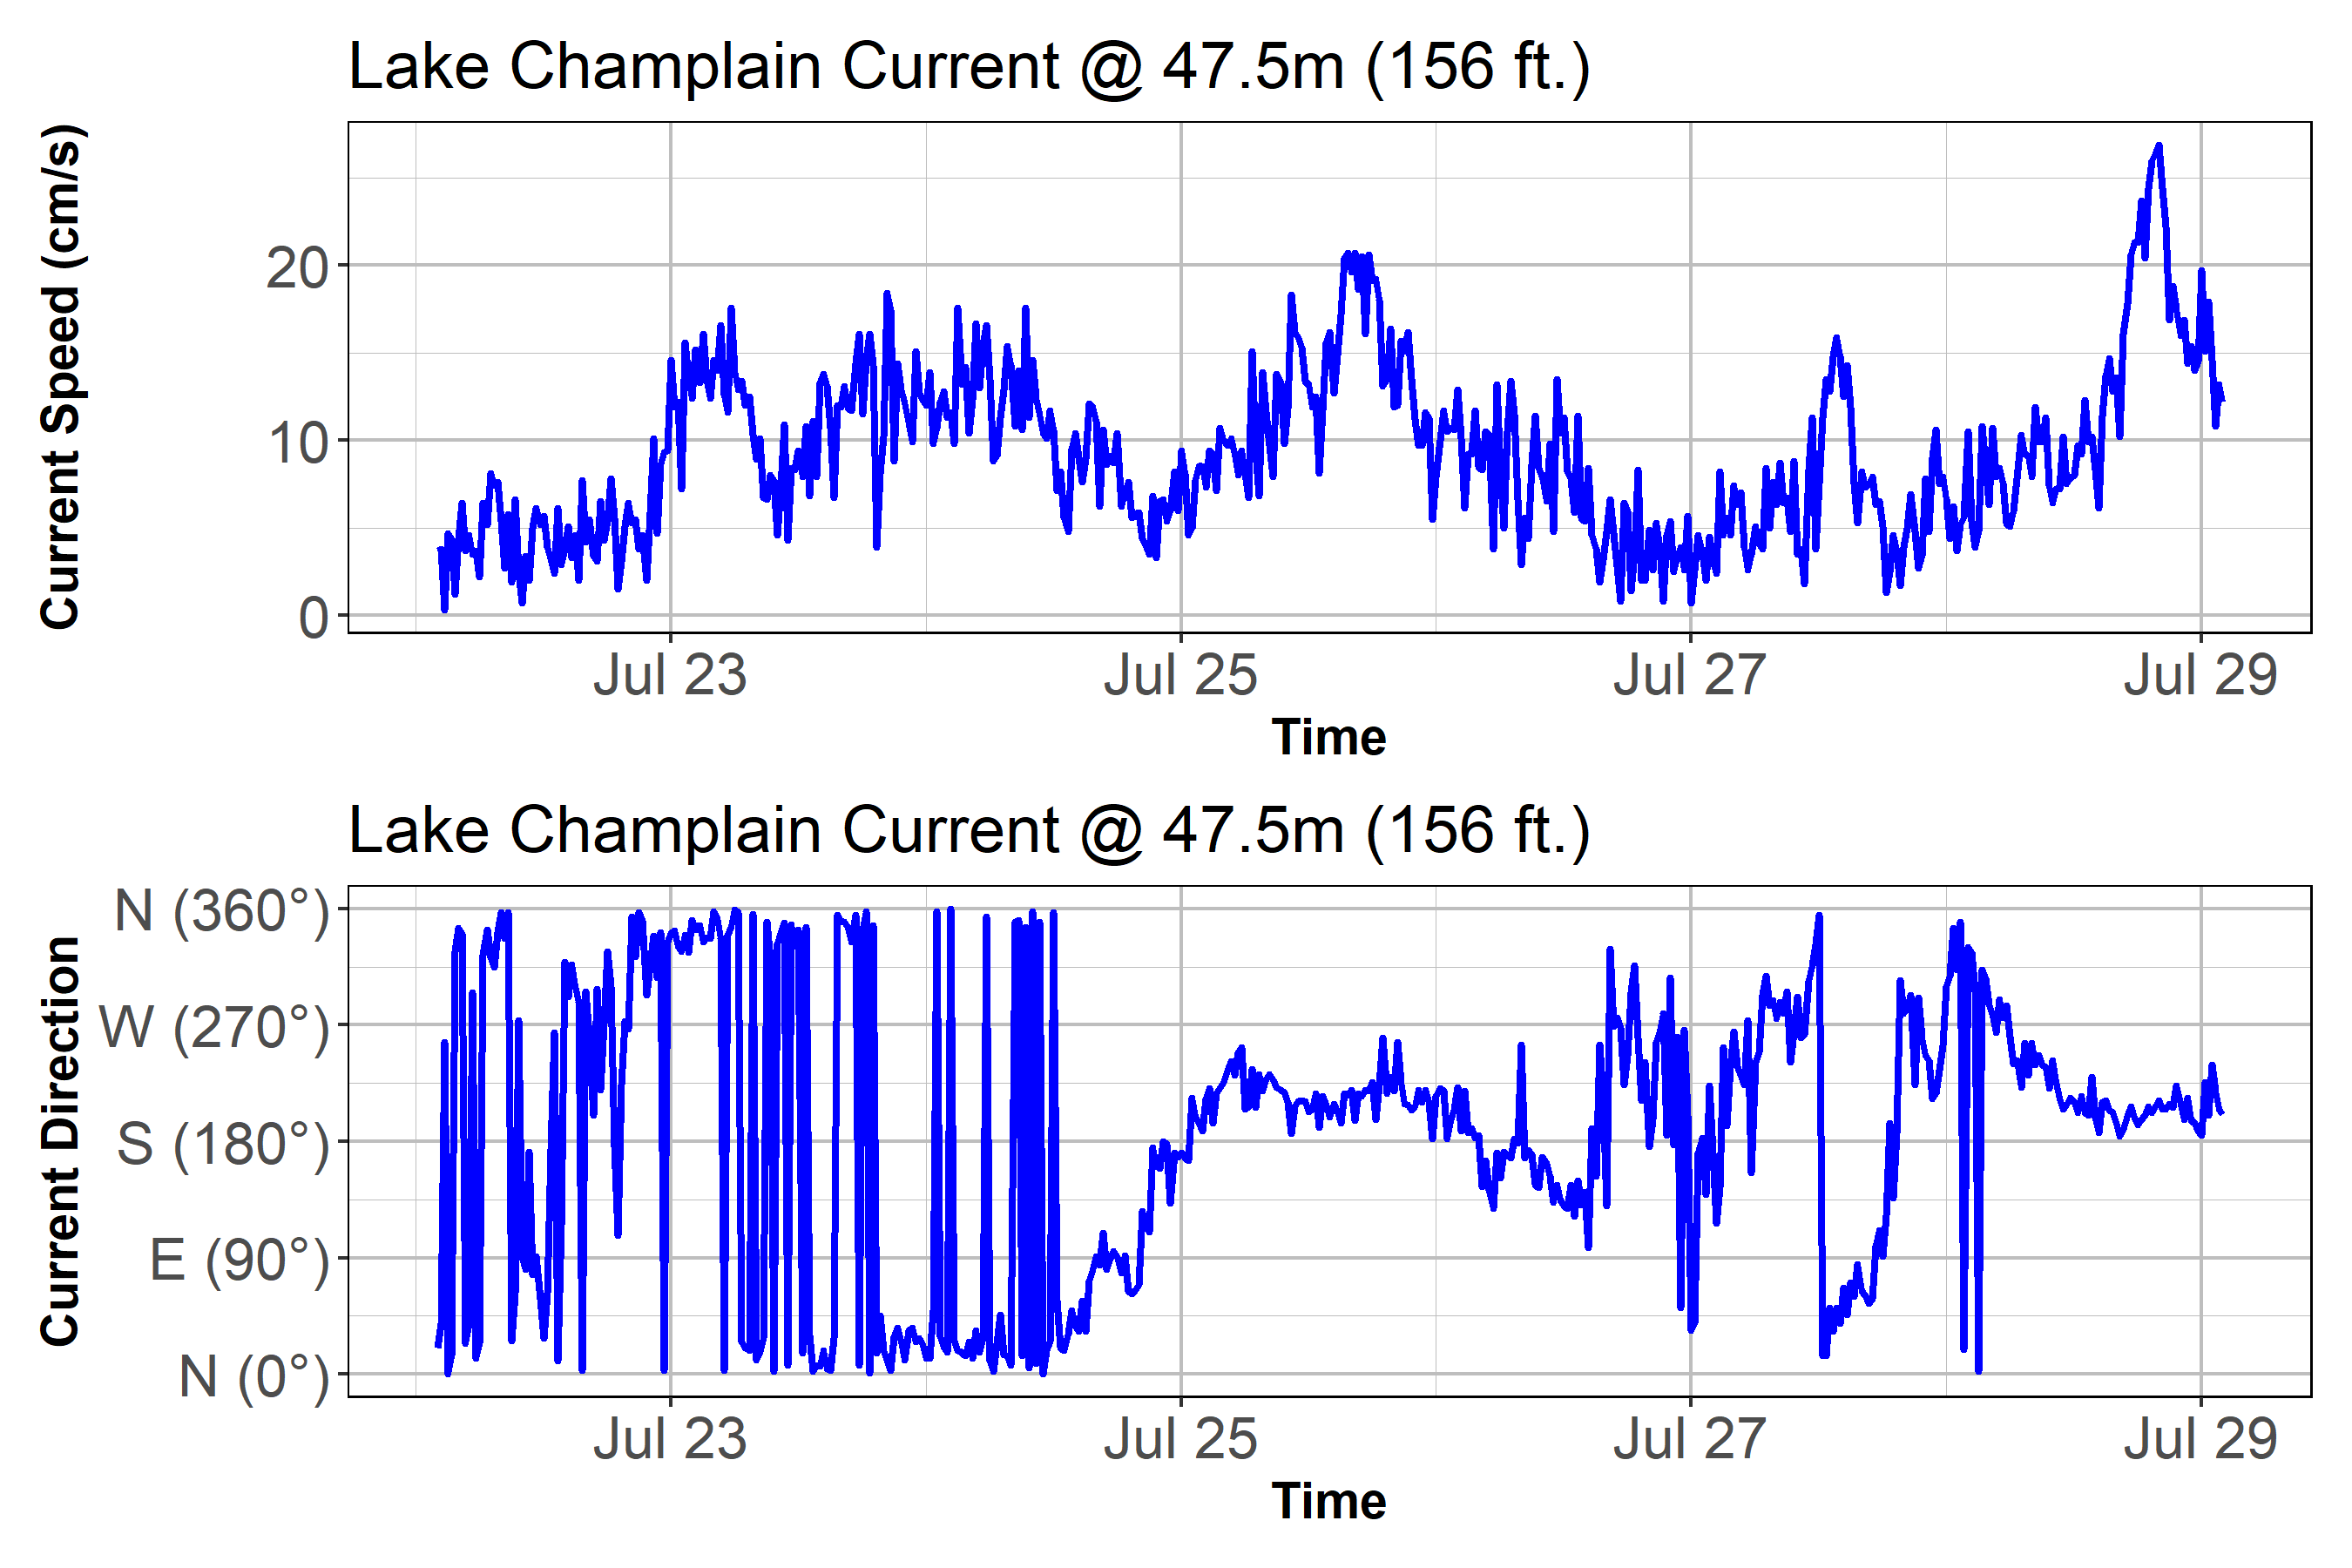 Lake Champlain Current @ 47.5m (156 ft.)
Current Speed (cm/s)
20
10
0
Jul 23 Jul 25 Jul 27 Jul 29
Time
Lake Champlain Current @ 47.5m (156 ft.)
Current Direction
N (360°)
W (270°)
S (180°)
E (90°)
N (0°)
Jul 23 Jul 25 Jul 27 Jul 29
Time